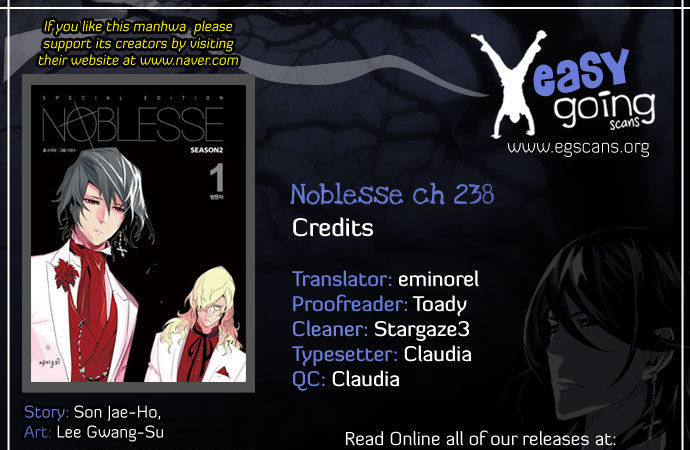 If you like this manhwa please
support its creators by visiting
their website at www.naver.com
SPECIAL EDITION
NOBLESSE
SEASON2
1
방문자
easy
going
scans
www.egscans.org
Noblesse ch 238
Credits
Translator: eminorel
Proofreader: Toady
Cleaner: Stargaze3
Typesetter: Claudia
QC: Claudia
Story: Son Jae-Ho,
Art: Lee Gwang-Su
Read Online all of our releases at: